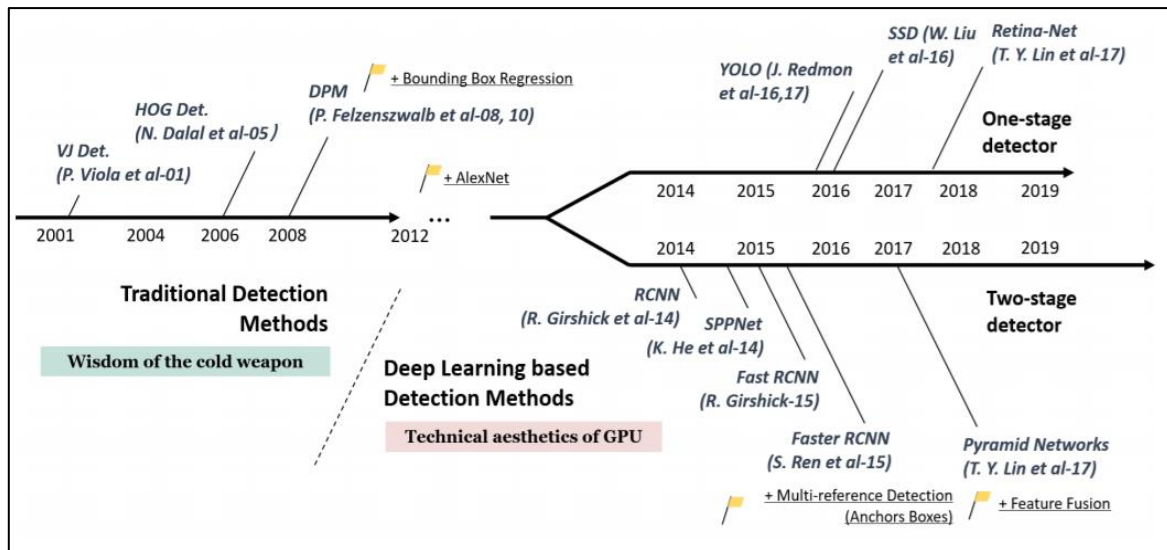 + Bounding Box Regression
DPM
(P. Felzenszwalb et al-08, 10)
HOG Det.
(N. Dalal et al-05)
VJ Det.
(P. Viola et al-01)
+ AlexNet
...
2001
2004
2006
2008
2012
Traditional Detection
Methods
Wisdom of the cold weapon
Deep Learning based
Detection Methods
Technical aesthetics of GPU
YOLO (J. Redmon
et al-16,17)
SSD (W. Liu
et al-16)
Retina-Net
(T. Y. Lin et al-17)
One-stage
detector
2014
2015
2016
2017
2018
2019
2014
2015
2016
2017
2018
2019
Two-stage
detector
RCNN
(R. Girshick et al-14)
SPPNet
(K. He et al-14)
Fast RCNN
(R. Girshick-15)
Faster RCNN
(S. Ren et al-15)
+ Multi-reference Detection
(Anchors Boxes)
Pyramid Networks
(T. Y. Lin et al-17)
+ Feature Fusion